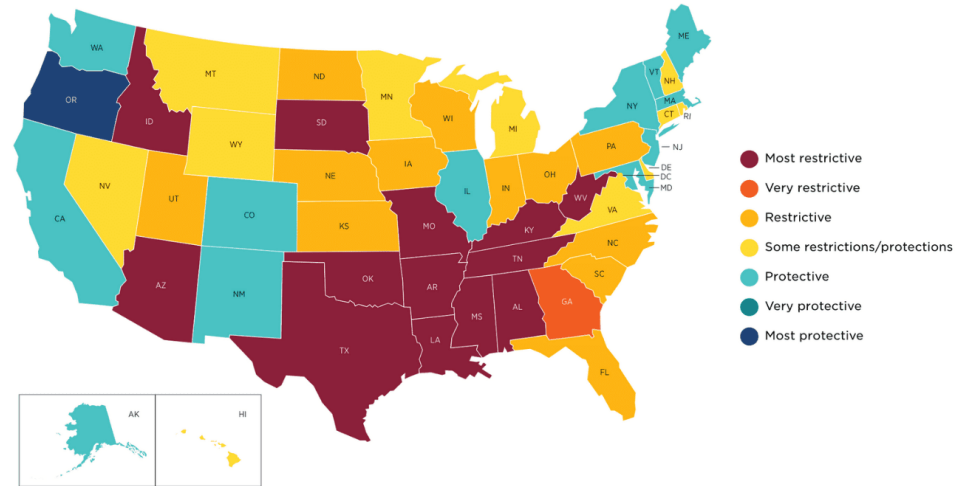 WA
ME
MT
ND
VT
NH
OR
MN
ID
SD
WI
NY
MA
MI
CT
RI
WY
IA
PA
NJ
NE
DE
NV
IL
IN
OH
DC
MD
UT
CO
WV
VA
CA
KS
MO
KY
NC
TN
AZ
NM
OK
AR
SC
MS
AL
GA
TX
LA
FL
AK
HI
Most restrictive
Very restrictive
Restrictive
Some restrictions/protections
Protective
Very protective
Most protective